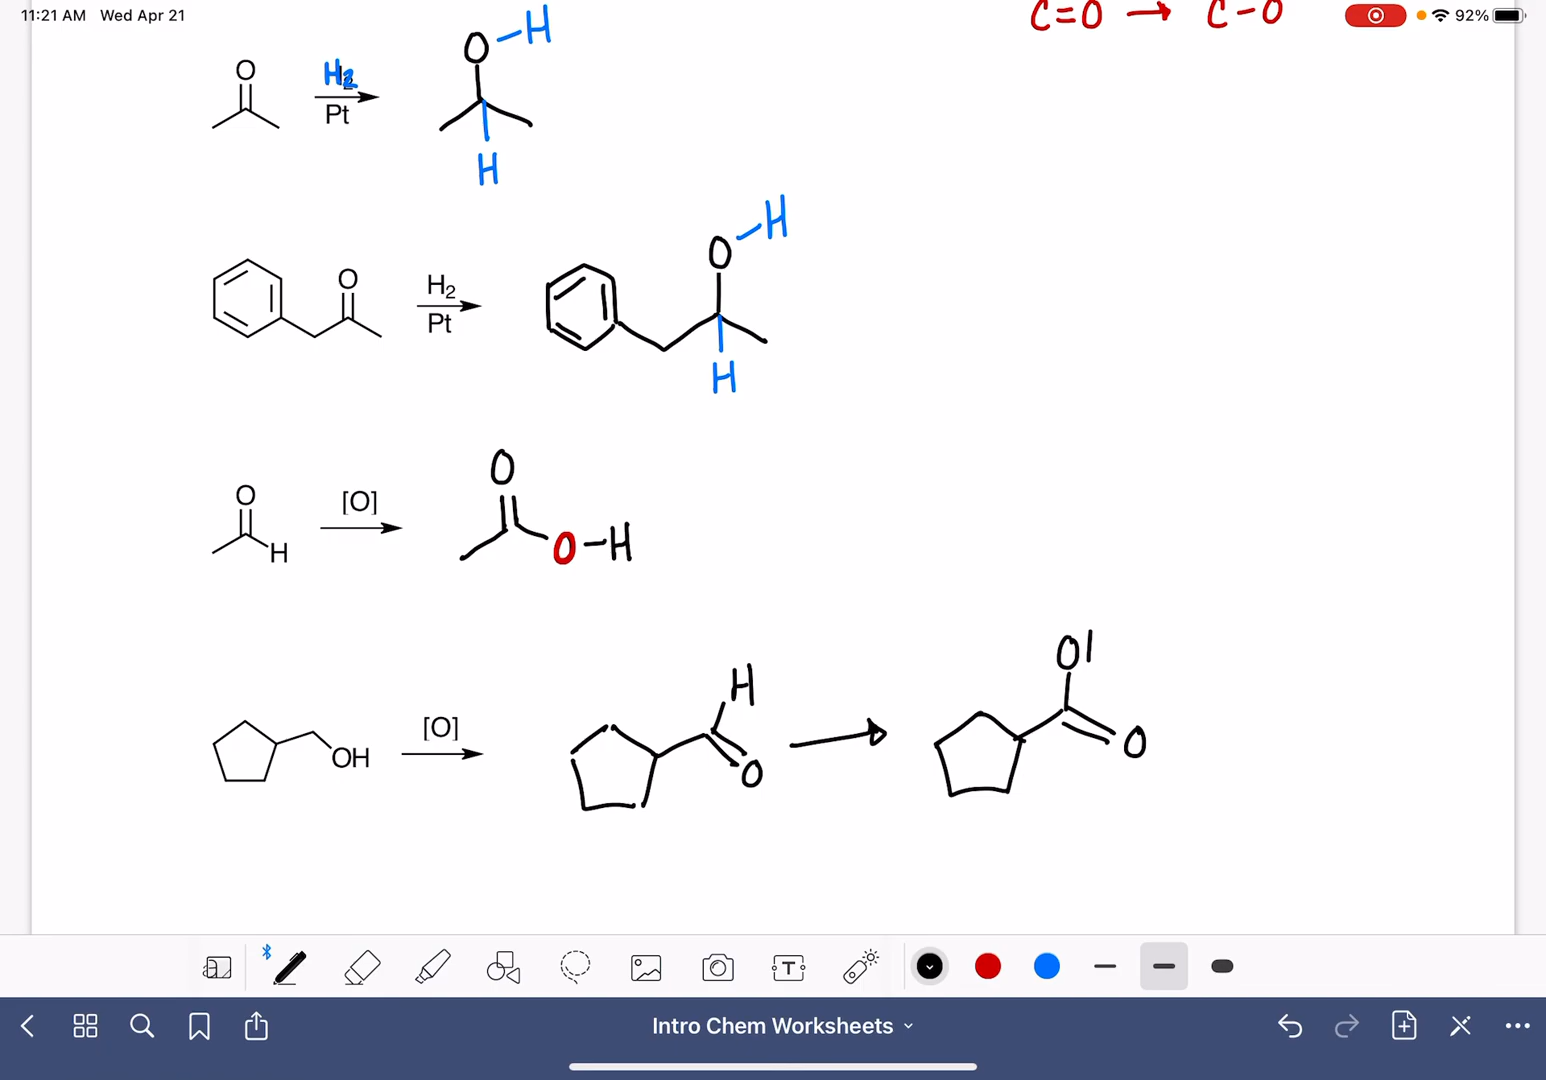 11:21 AM Wed Apr 21
C=O → C-O
92%
O-H
O
H₂
Pt
H
O-H
O
H₂
Pt
H
O
O
[O]
H
O-H
H
O
[O]
OH
O
O
T
Intro Chem Worksheets